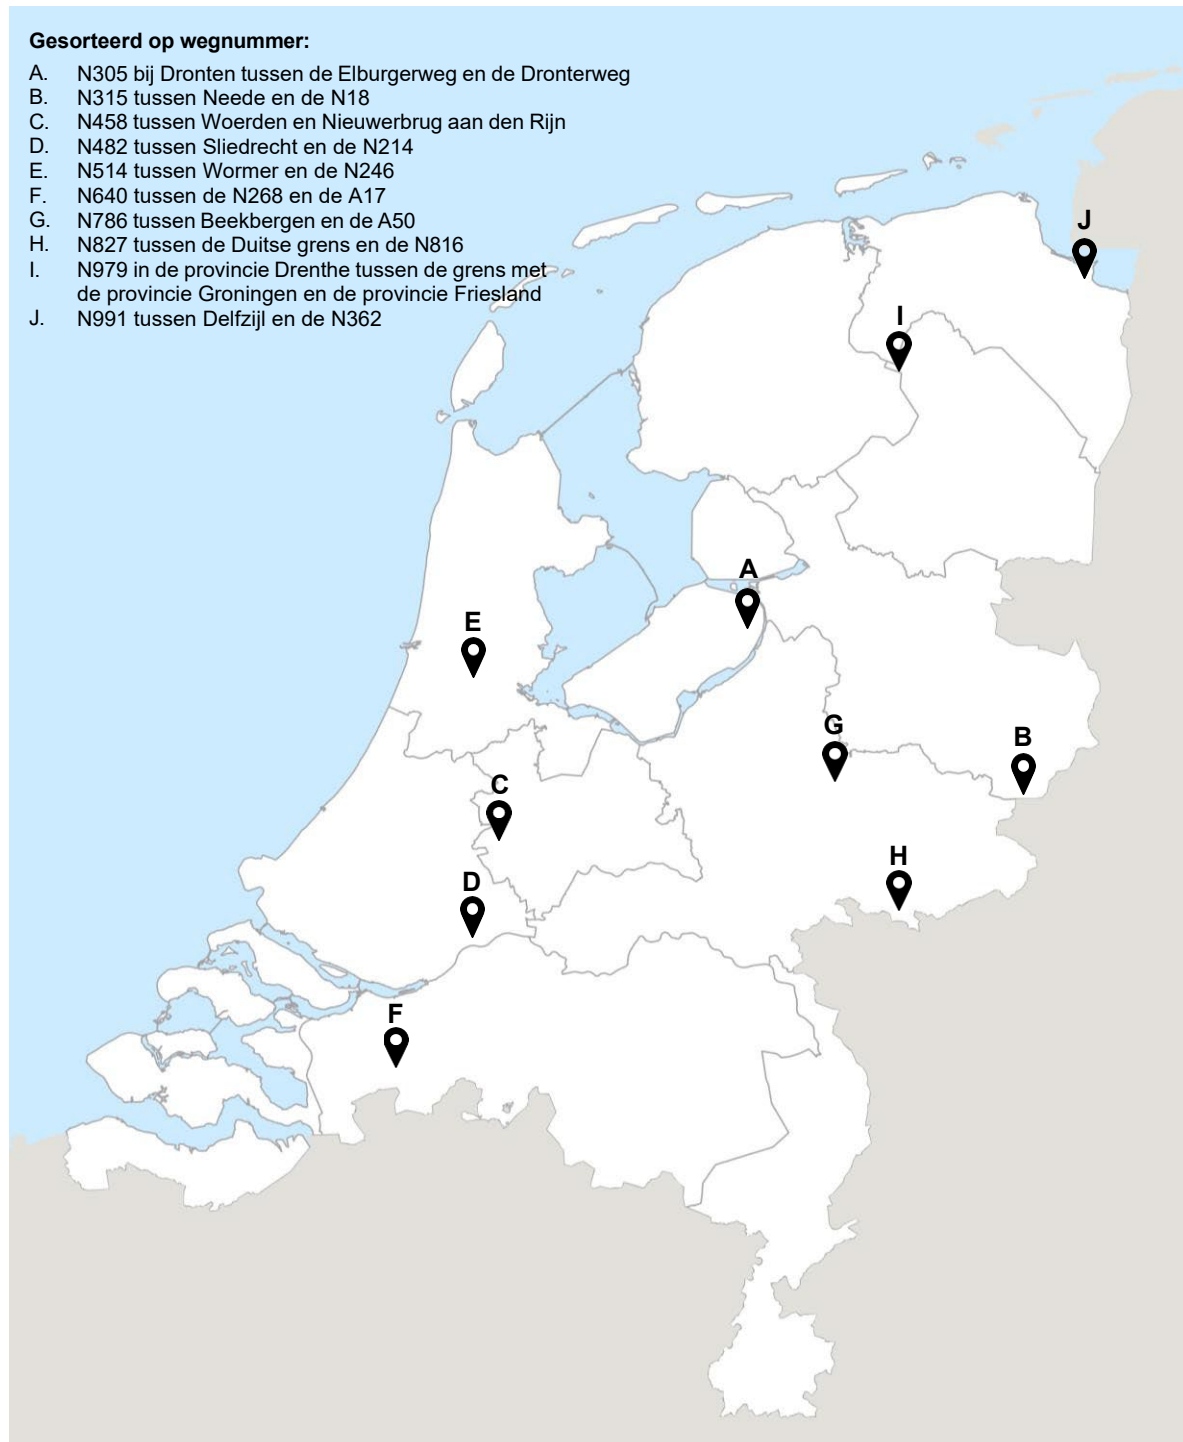 Gesorteerd op wegnummer:
A. N305 bij Dronten tussen de Elburgerweg en de Dronterweg
B. N315 tussen Neede en de N18
C. N458 tussen Woerden en Nieuwerbrug aan den Rijn
D. N482 tussen Sliedrecht en de N214
E. N514 tussen Wormer en de N246
F. N640 tussen de N268 en de A17
G. N786 tussen Beekbergen en de A50
H. N827 tussen de Duitse grens en de N816
I. N979 in de provincie Drenthe tussen de grens met
de provincie Groningen en de provincie Friesland
J. N991 tussen Delfzijl en de N362
J
I
A
E
G
B
C
H
D
F